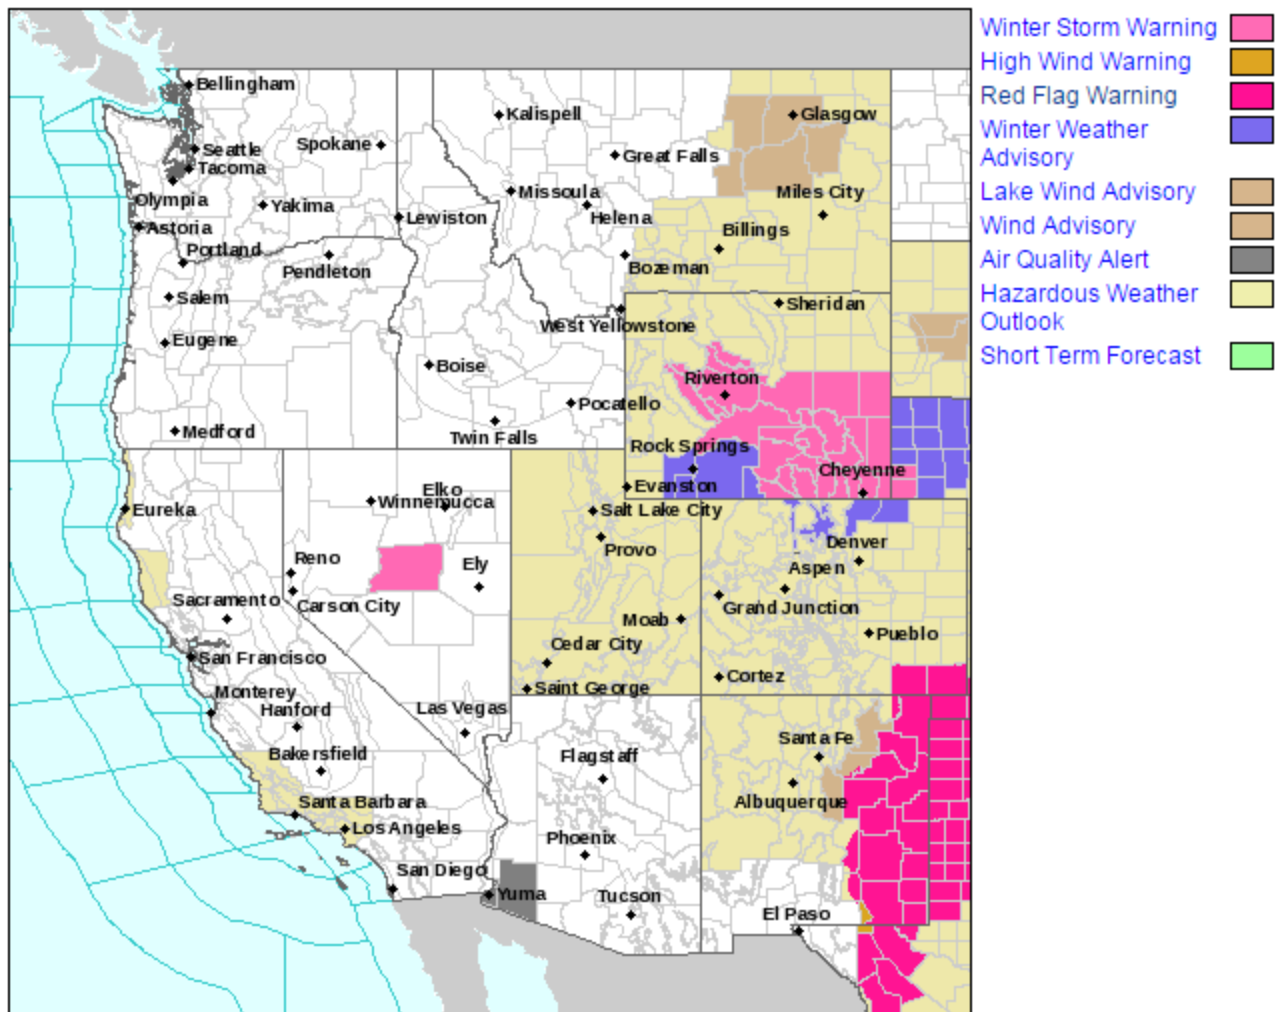 Winter Storm Warning
High Wind Warning
Red Flag Warning
Winter Weather
Advisory
Lake Wind Advisory
Wind Advisory
Air Quality Alert
Hazardous Weather
Outlook
Short Term Forecast
Bellingham
Seattle
Tacoma
Olympia
Astoria
Spokane
Yakima
Lewiston
Portland
Pendleton
Salem
Eugene
Medford
Kalispell
Great Falls
Glasgow
Missoula
Helena
Miles City
Billings
Bozeman
Sheridan
West Yellowstone
Boise
Pocatello
Twin Falls
Riverton
Rock Springs
Cheyenne
Evanston
Eureka
Elko
Winnemucca
Reno
Ely
Carson City
Sacramento
San Francisco
Monterey
Hanford
Las Vegas
Bakersfield
Santa Barbara
Los Angeles
San Diego
Salt Lake City
Provo
Moab
Cedar City
Saint George
Denver
Aspen
Grand Junction
Pueblo
Cortez
Flagstaff
Phoenix
Yuma
Tucson
Santa Fe
Albuquerque
El Paso